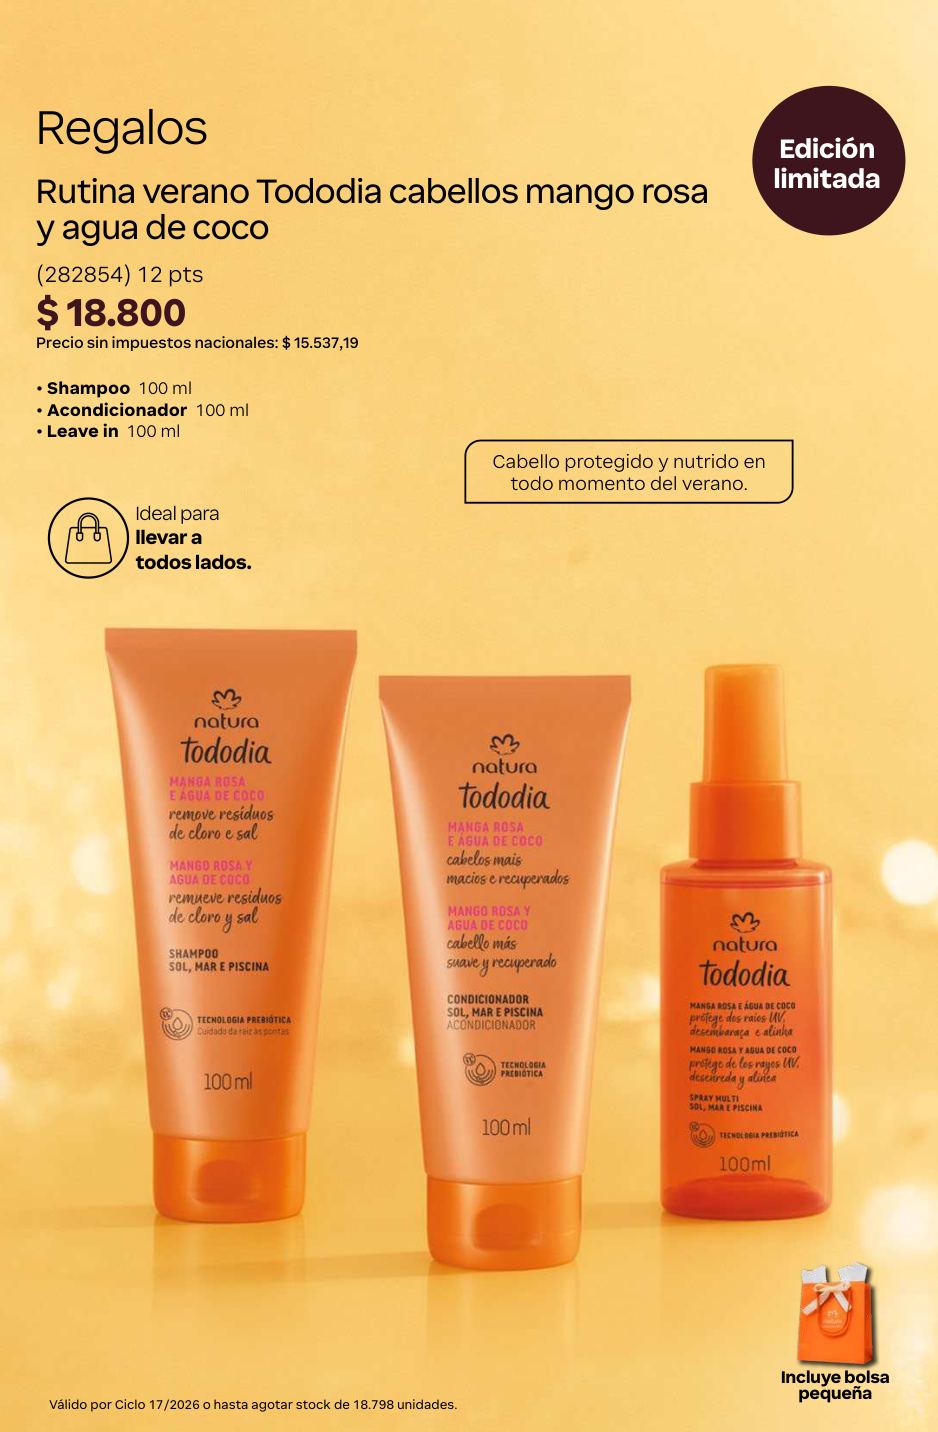 Regalos
Edición
limitada
Rutina verano Tododia cabellos mango rosa
y agua de coco
(282854) 12 pts
$ 18.800
Precio sin impuestos nacionales: $ 15.537,19
• Shampoo 100 ml
• Acondicionador 100 ml
• Leave in 100 ml
Cabello protegido y nutrido en
todo momento del verano.
Ideal para
llevar a
todos lados.
natura
Tododia
MANGA ROSA
E ÁGUA DE COCO
remove resíduos
de cloro e sal
MANGO ROSA Y
AGUA DE COCO
remueve residuos
de cloro y sal
SHAMPOO
SOL, MAR E PISCINA
TECNOLOGIA PREBIÓTICA
Cuidado da raiz às pontas
100 ml
natura
Tododia
MANGA ROSA
E ÁGUA DE COCO
cabelos mais
macios e recuperados
MANGO ROSA Y
AGUA DE COCO
cabello más
suave y recuperado
CONDICIONADOR
SOL, MAR E PISCINA
ACONDICIONADOR
TECNOLOGIA
PREBIÓTICA
100 ml
natura
Tododia
MANGA ROSA E ÁGUA DE COCO
protege dos raios UV,
desembaraça e alinha
MANGO ROSA Y AGUA DE COCO
protege de los rayos UV,
desenreda y alinea
SPRAY MULTI
SOL, MAR E PISCINA
TECNOLOGIA PREBIÓTICA
100ml
natura
Incluye bolsa
pequeña
Válido por Ciclo 17/2026 o hasta agotar stock de 18.798 unidades.